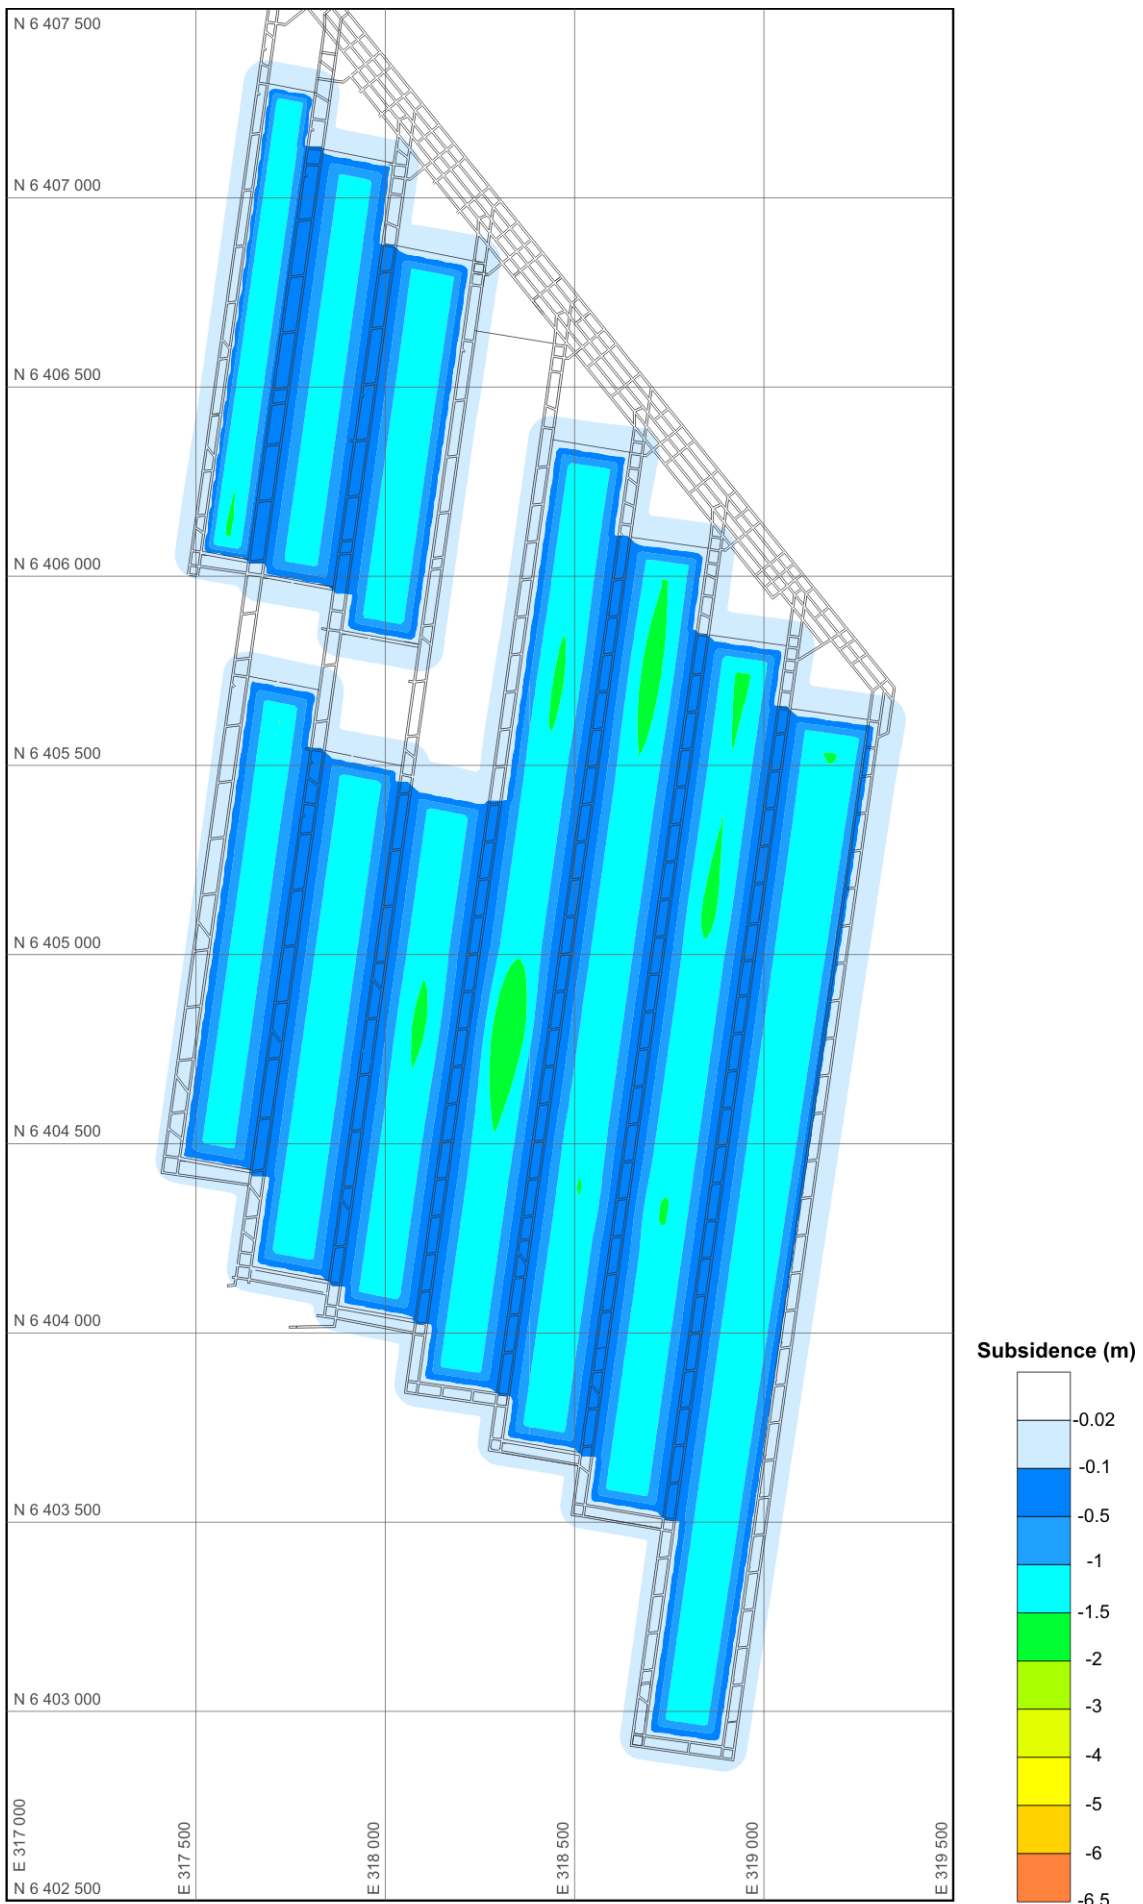 N 6 407 500
N 6 407 000
N 6 406 500
N 6 406 000
N 6 405 500
N 6 405 000
N 6 404 500
N 6 404 000
N 6 403 500
N 6 403 000
N 6 402 500
E 317 000
E 317 500
E 318 000
E 318 500
E 319 000
E 319 500
Subsidence (m)
-0.02
-0.1
-0.5
-1
-1.5
-2
-3
-4
-5
-6
-6.5